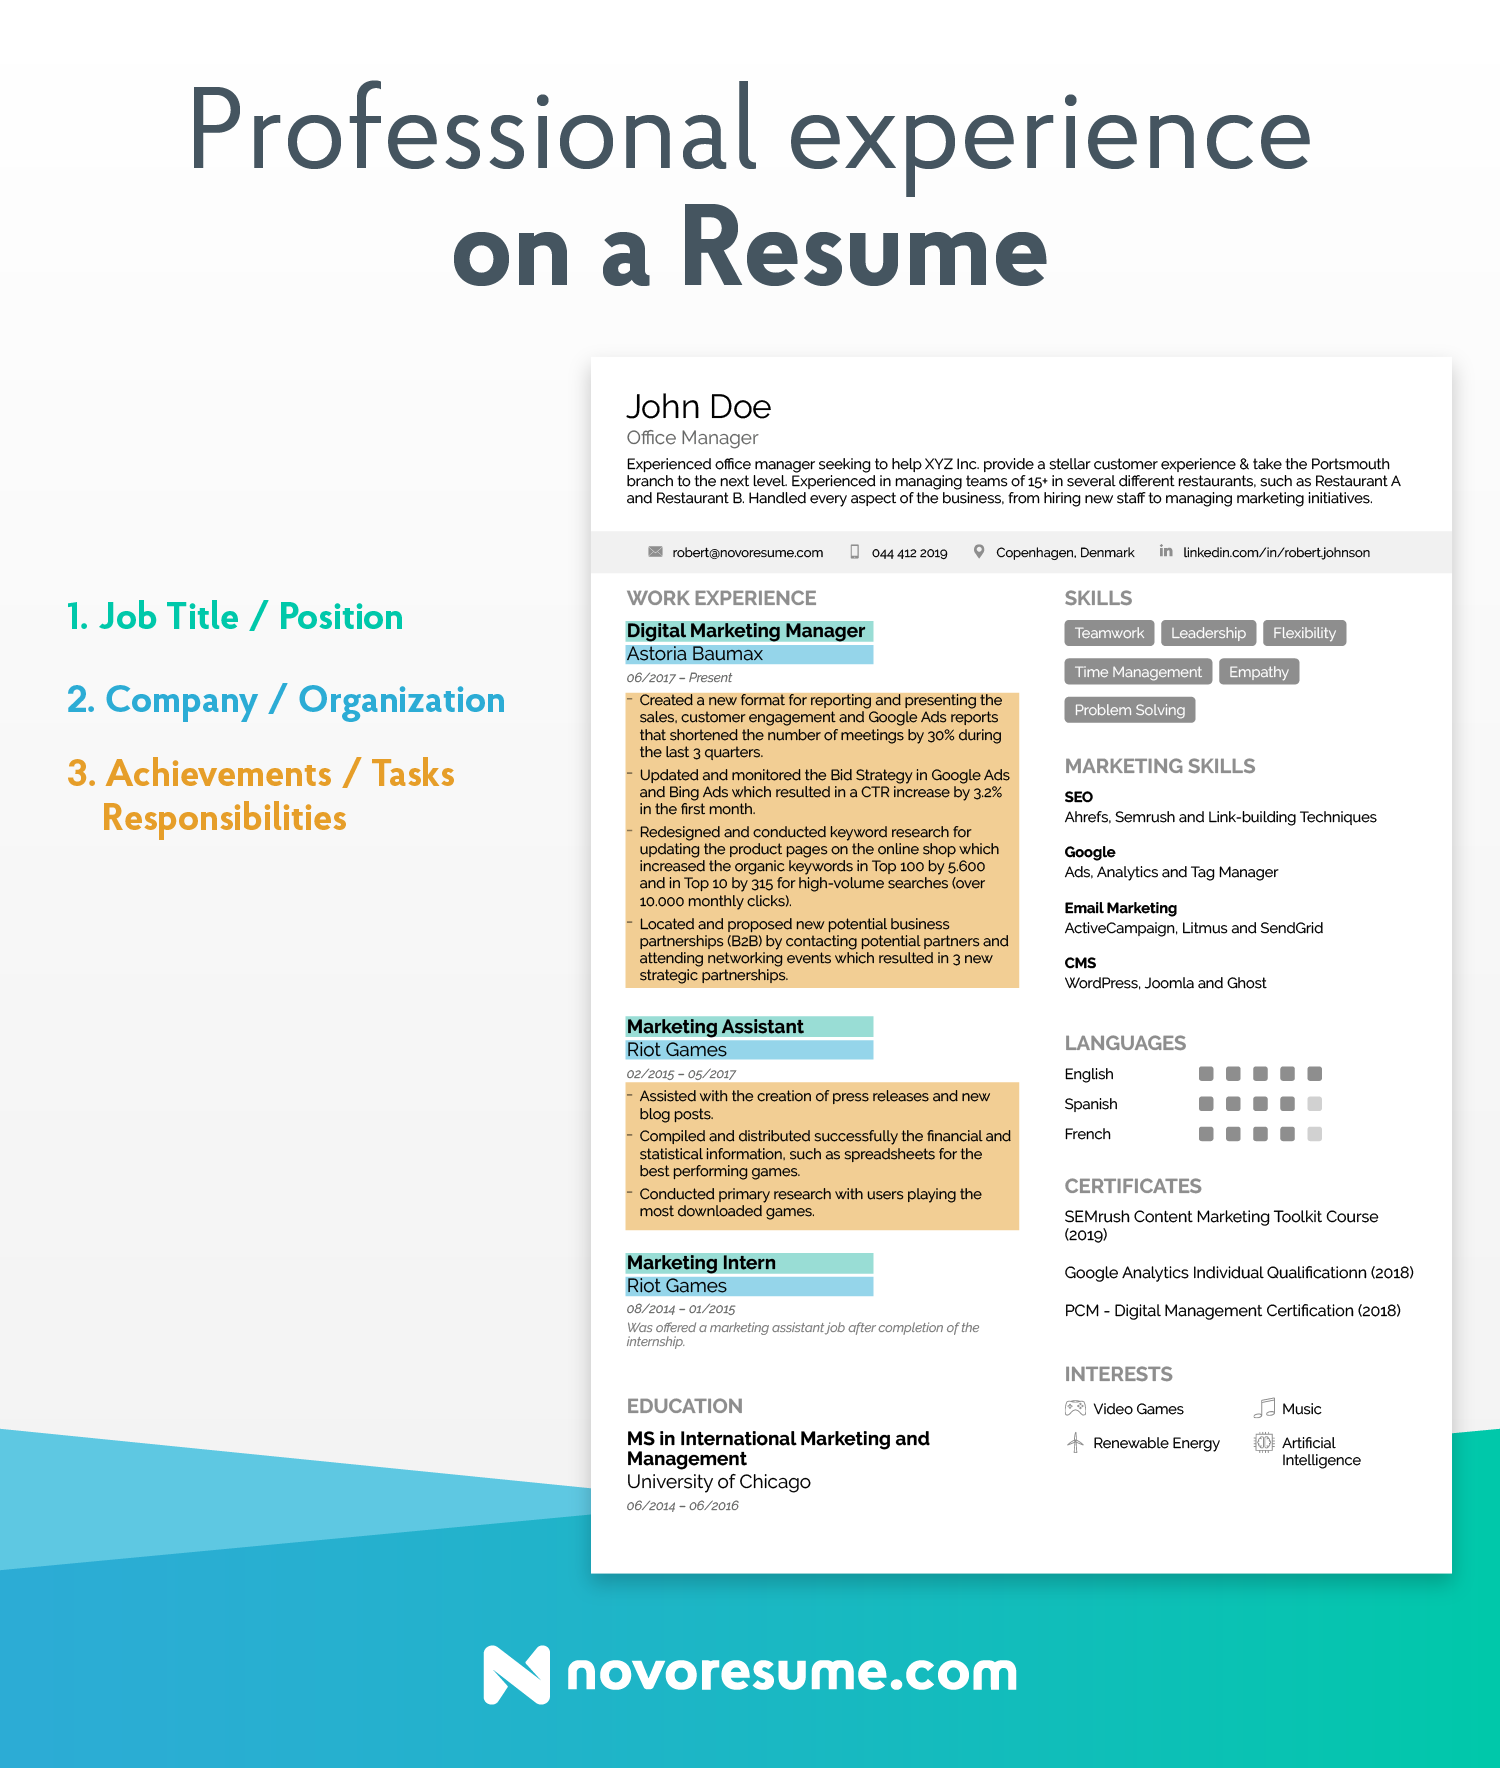 Professional experience
on a Resume
1. Job Title / Position
2. Company / Organization
3. Achievements / Tasks
Responsibilities
John Doe
Office Manager
Experienced office manager seeking to help XYZ Inc. provide a stellar customer experience & take the Portsmouth
branch to the next level. Experienced in managing teams of 15+ in several different restaurants, such as Restaurant A
and Restaurant B. Handled every aspect of the business, from hiring new staff to managing marketing initiatives.
robert@novoresume.com 044 412 2019 Copenhagen, Denmark in linkedin.com/in/robert.johnson
WORK EXPERIENCE
Digital Marketing Manager
Astoria Baumax
06/2017 – Present
– Created a new format for reporting and presenting the
sales, customer engagement and Google Ads reports
that shortened the number of meetings by 30% during
the last 3 quarters.
– Updated and monitored the Bid Strategy in Google Ads
and Bing Ads which resulted in a CTR increase by 3.2%
in the first month.
– Redesigned and conducted keyword research for
updating the product pages on the online shop which
increased the organic keywords in Top 100 by 5.600
and in Top 10 by 315 for high-volume searches (over
10.000 monthly clicks).
– Located and proposed new potential business
partnerships (B2B) by contacting potential partners and
attending networking events which resulted in 3 new
strategic partnerships.
Marketing Assistant
Riot Games
02/2015 – 05/2017
– Assisted with the creation of press releases and new
blog posts.
– Compiled and distributed successfully the financial and
statistical information, such as spreadsheets for the
best performing games.
– Conducted primary research with users playing the
most downloaded games.
Marketing Intern
Riot Games
08/2014 – 01/2015
Was offered a marketing assistant job after completion of the
internship.
EDUCATION
MS in International Marketing and
Management
University of Chicago
06/2014 – 06/2016
SKILLS
Teamwork Leadership Flexibility
Time Management Empathy
Problem Solving
MARKETING SKILLS
SEO
Ahrefs, Semrush and Link-building Techniques
Google
Ads, Analytics and Tag Manager
Email Marketing
ActiveCampaign, Litmus and SendGrid
CMS
WordPress, Joomla and Ghost
LANGUAGES
English
Spanish
French
CERTIFICATES
SEMrush Content Marketing Toolkit Course
(2019)
Google Analytics Individual Qualificationn (2018)
PCM - Digital Management Certification (2018)
INTERESTS
Video Games Music
Renewable Energy Artificial
Intelligence
novoresume.com